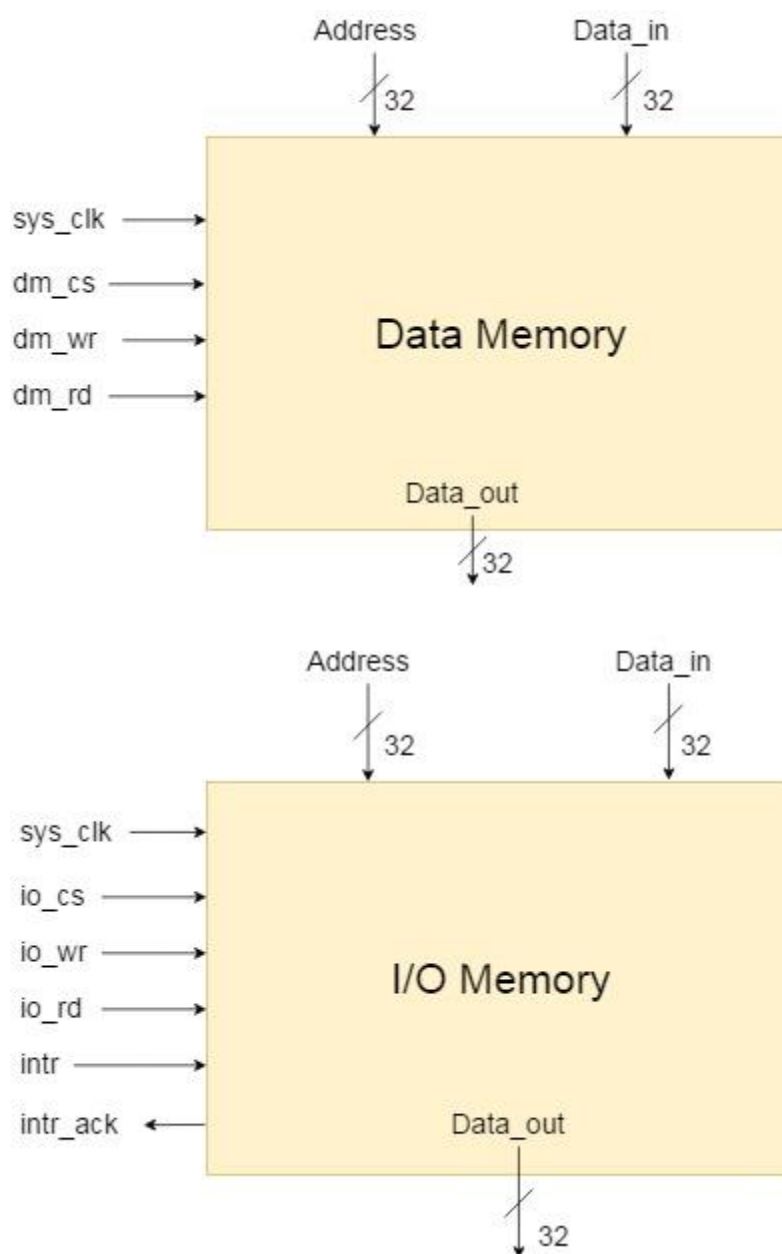 Address Data_in
32 32
sys_clk
dm_cs
dm_wr
Data Memory
dm_rd
Data_out
32
Address Data_in
32 32
sys_clk
io_cs
io_wr
I/O Memory
io_rd
intr
intr_ack
Data_out
32